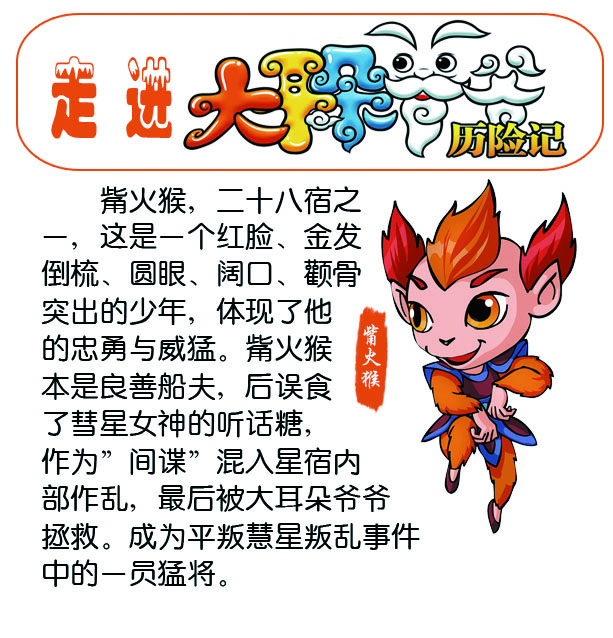 走进大耳朵爷爷历险记
觜火猴，二十八宿之
一，这是一个红脸、金发
倒梳、圆眼、阔口、颧骨
突出的少年，体现了他
的忠勇与威猛。觜火猴
本是良善船夫，后误食
了彗星女神的听话糖，
作为”间谍”混入星宿内
部作乱，最后被大耳朵爷爷
拯救。成为平叛慧星叛乱事件
中的一员猛将。
觜火猴